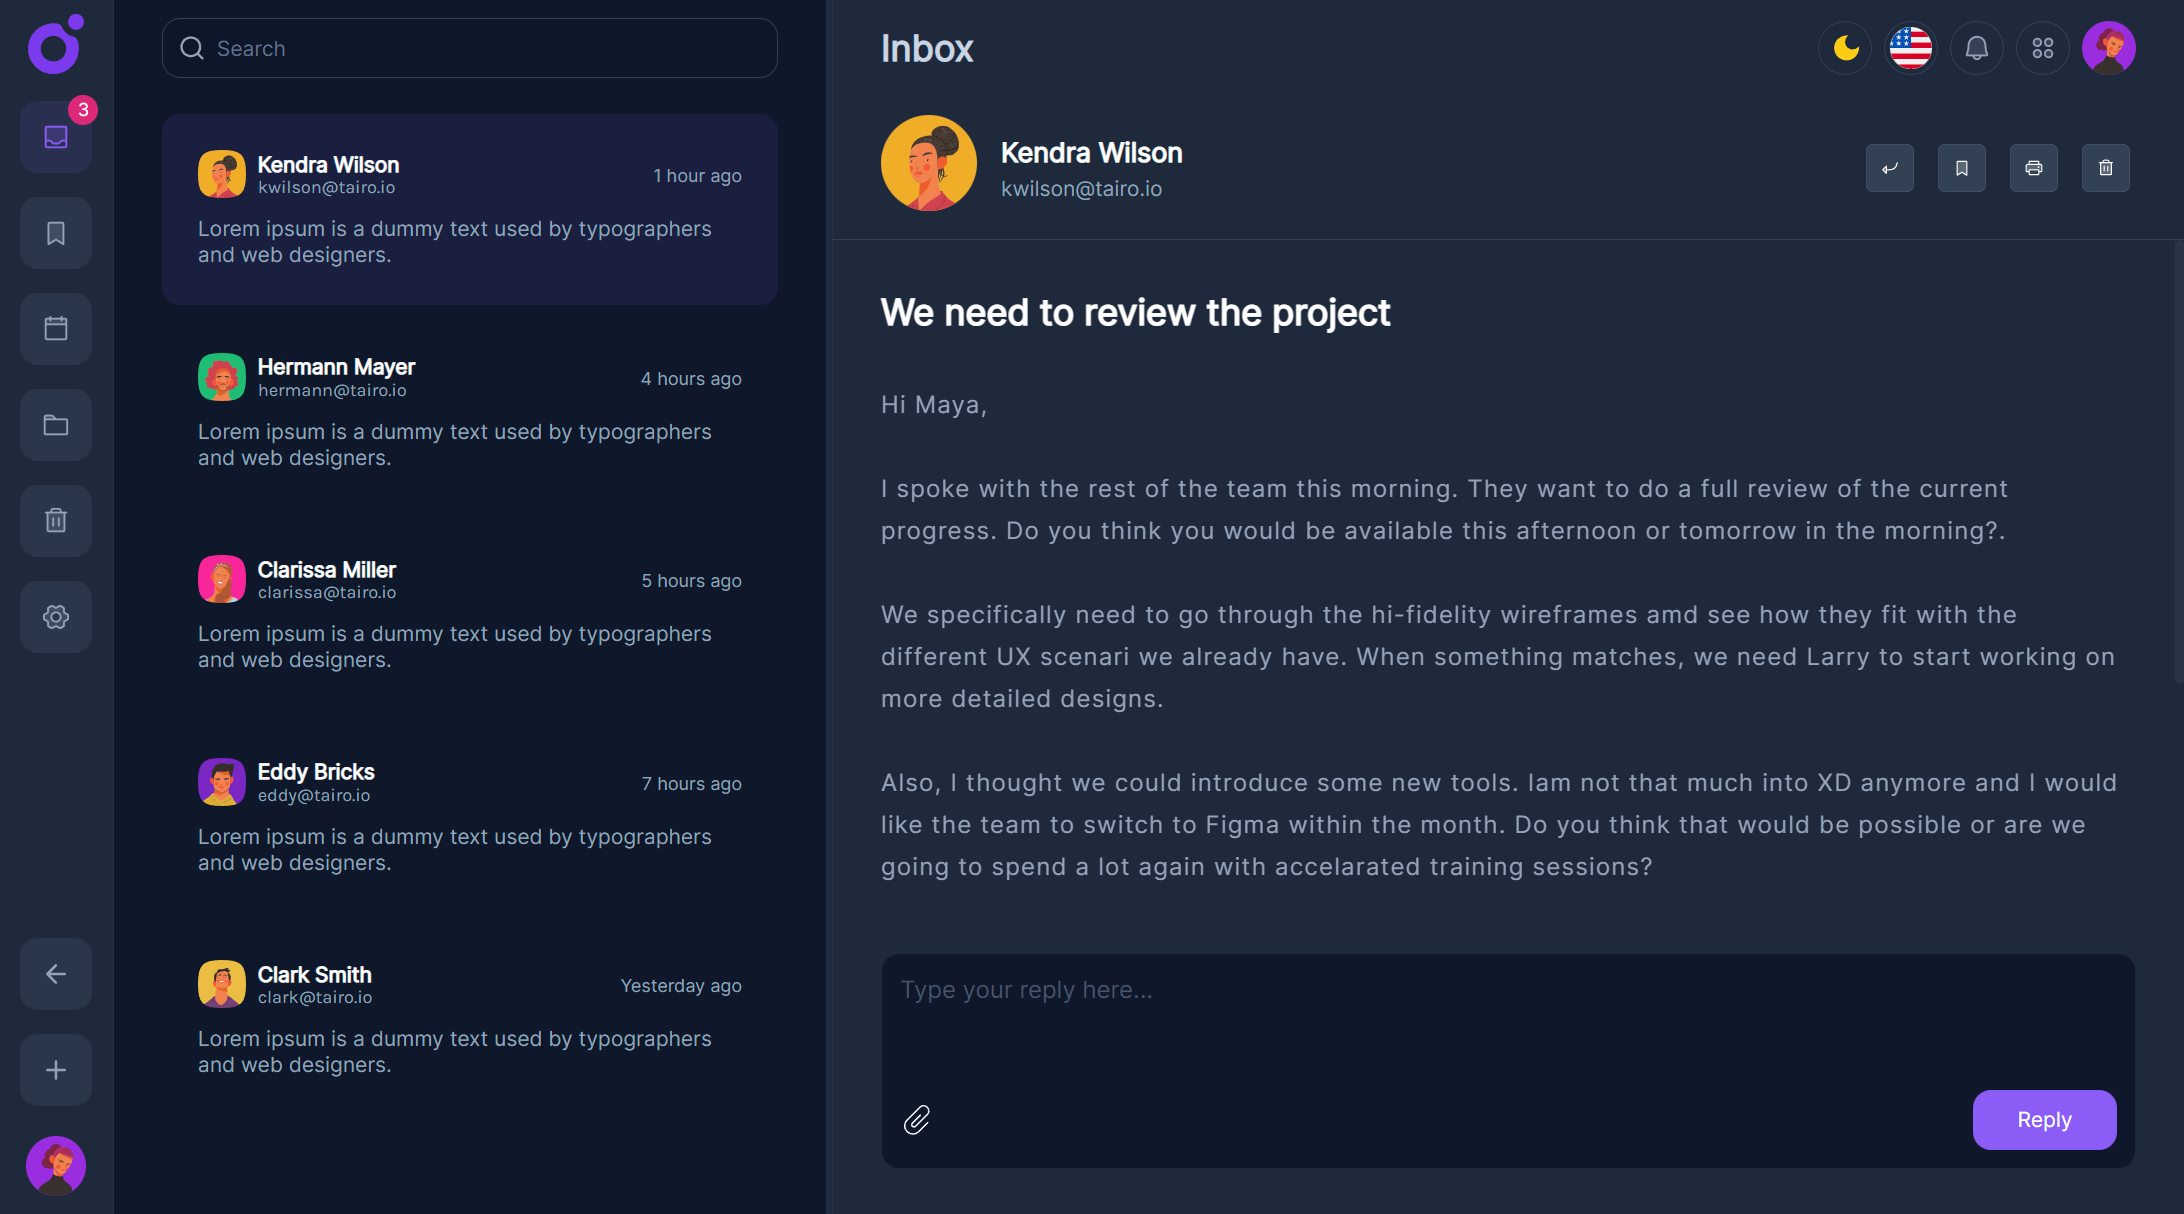 3
Search
Kendra Wilson
kwilson@tairo.io
1 hour ago
Lorem ipsum is a dummy text used by typographers
and web designers.
Hermann Mayer
hermann@tairo.io
4 hours ago
Lorem ipsum is a dummy text used by typographers
and web designers.
Clarissa Miller
clarissa@tairo.io
5 hours ago
Lorem ipsum is a dummy text used by typographers
and web designers.
Eddy Bricks
eddy@tairo.io
7 hours ago
Lorem ipsum is a dummy text used by typographers
and web designers.
Clark Smith
clark@tairo.io
Yesterday ago
Lorem ipsum is a dummy text used by typographers
and web designers.
Inbox
Kendra Wilson
kwilson@tairo.io
We need to review the project
Hi Maya,
I spoke with the rest of the team this morning. They want to do a full review of the current
progress. Do you think you would be available this afternoon or tomorrow in the morning?.
We specifically need to go through the hi-fidelity wireframes amd see how they fit with the
different UX scenari we already have. When something matches, we need Larry to start working on
more detailed designs.
Also, I thought we could introduce some new tools. Iam not that much into XD anymore and I would
like the team to switch to Figma within the month. Do you think that would be possible or are we
going to spend a lot again with accelarated training sessions?
Type your reply here...
Reply